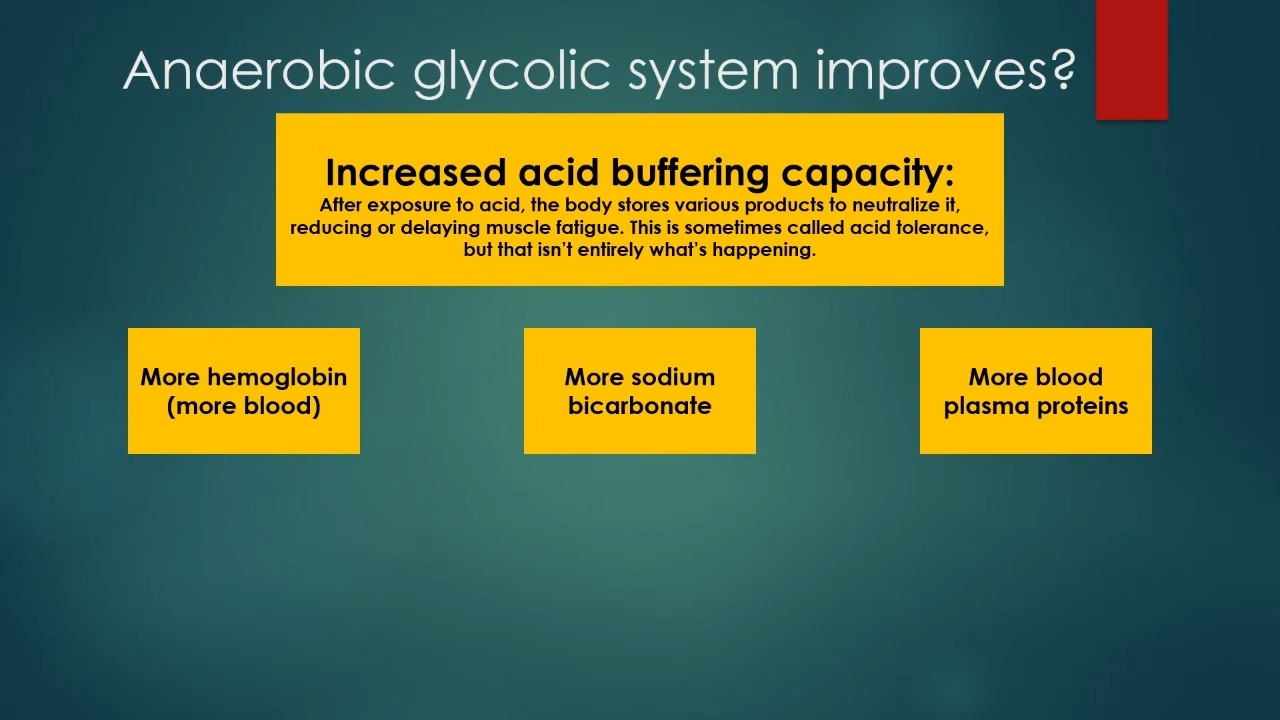 Anaerobic glycolic system improves?
Increased acid buffering capacity:
After exposure to acid, the body stores various products to neutralize it,
reducing or delaying muscle fatigue. This is sometimes called acid tolerance,
but that isn’t entirely what’s happening.
More hemoglobin
(more blood)
More sodium
bicarbonate
More blood
plasma proteins